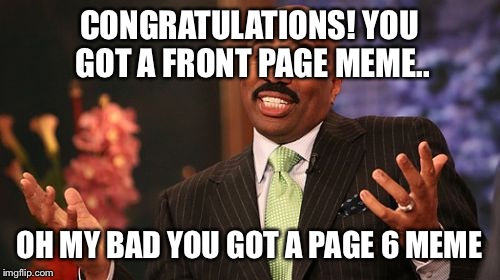 CONGRATULATIONS! YOU
GOT A FRONT PAGE MEME..
OH MY BAD YOU GOT A PAGE 6 MEME
imgflip.com